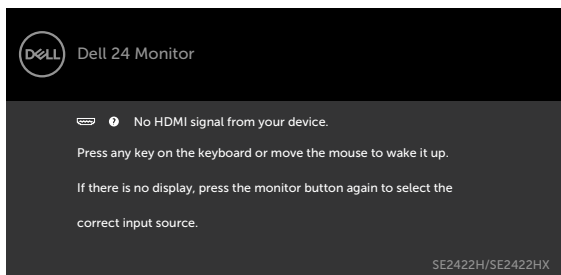 DELL Dell 24 Monitor
? No HDMI signal from your device.
Press any key on the keyboard or move the mouse to wake it up.
If there is no display, press the monitor button again to select the
correct input source.
SE2422H/SE2422HX